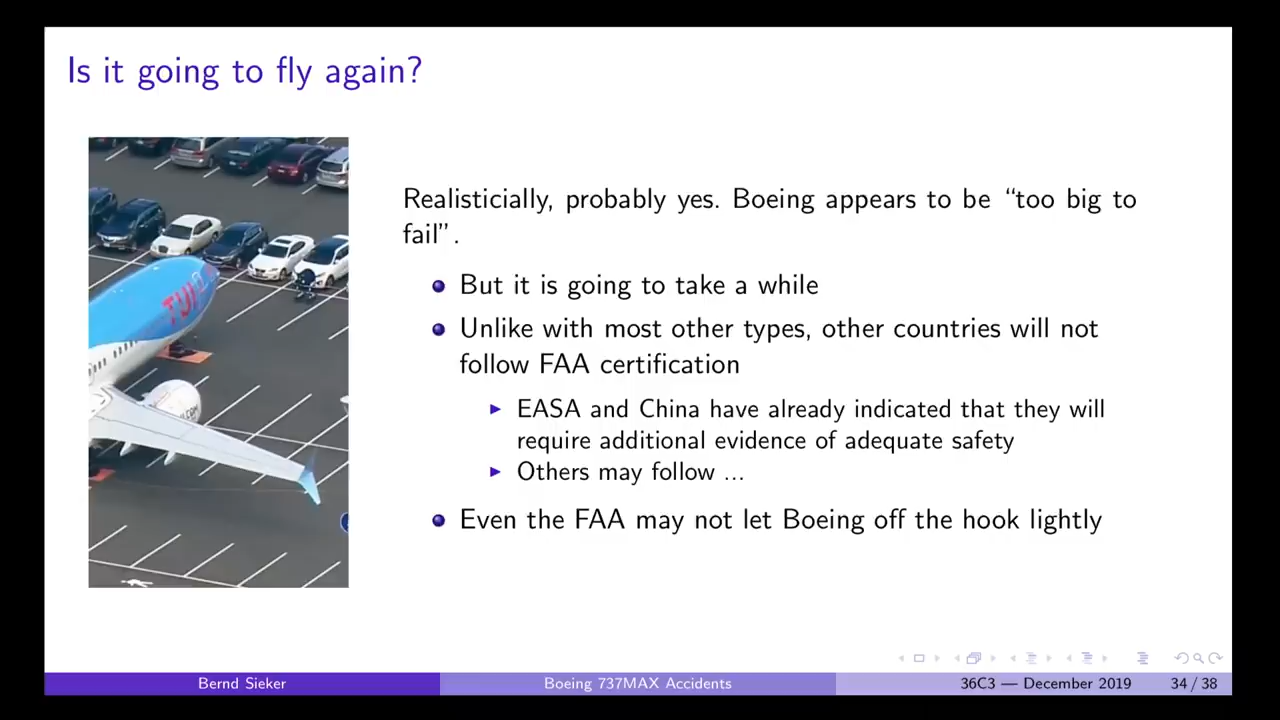 Is it going to fly again?
TUI
Realisticially, probably yes. Boeing appears to be “too big to
fail”.
But it is going to take a while
Unlike with most other types, other countries will not
follow FAA certification
EASA and China have already indicated that they will
require additional evidence of adequate safety
Others may follow ...
Even the FAA may not let Boeing off the hook lightly
Bernd Sieker
Boeing 737MAX Accidents
36C3 — December 2019
34 / 38